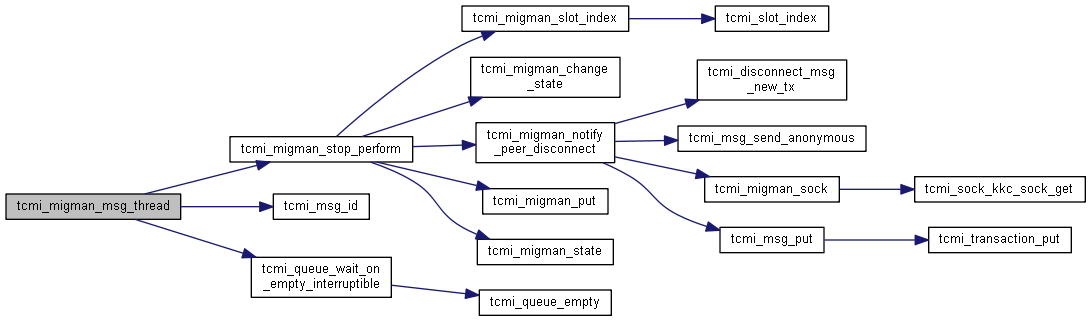 tcmi_migman_slot_index
tcmi_slot_index
tcmi_migman_change
_state
tcmi_disconnect_msg
_new_tx
tcmi_migman_stop_perform
tcmi_migman_notify
_peer_disconnect
tcmi_msg_send_anonymous
tcmi_migman_sock
tcmi_sock_kkc_sock_get
tcmi_migman_msg_thread
tcmi_msg_id
tcmi_migman_put
tcmi_msg_put
tcmi_transaction_put
tcmi_migman_state
tcmi_queue_wait_on
_empty_interruptible
tcmi_queue_empty